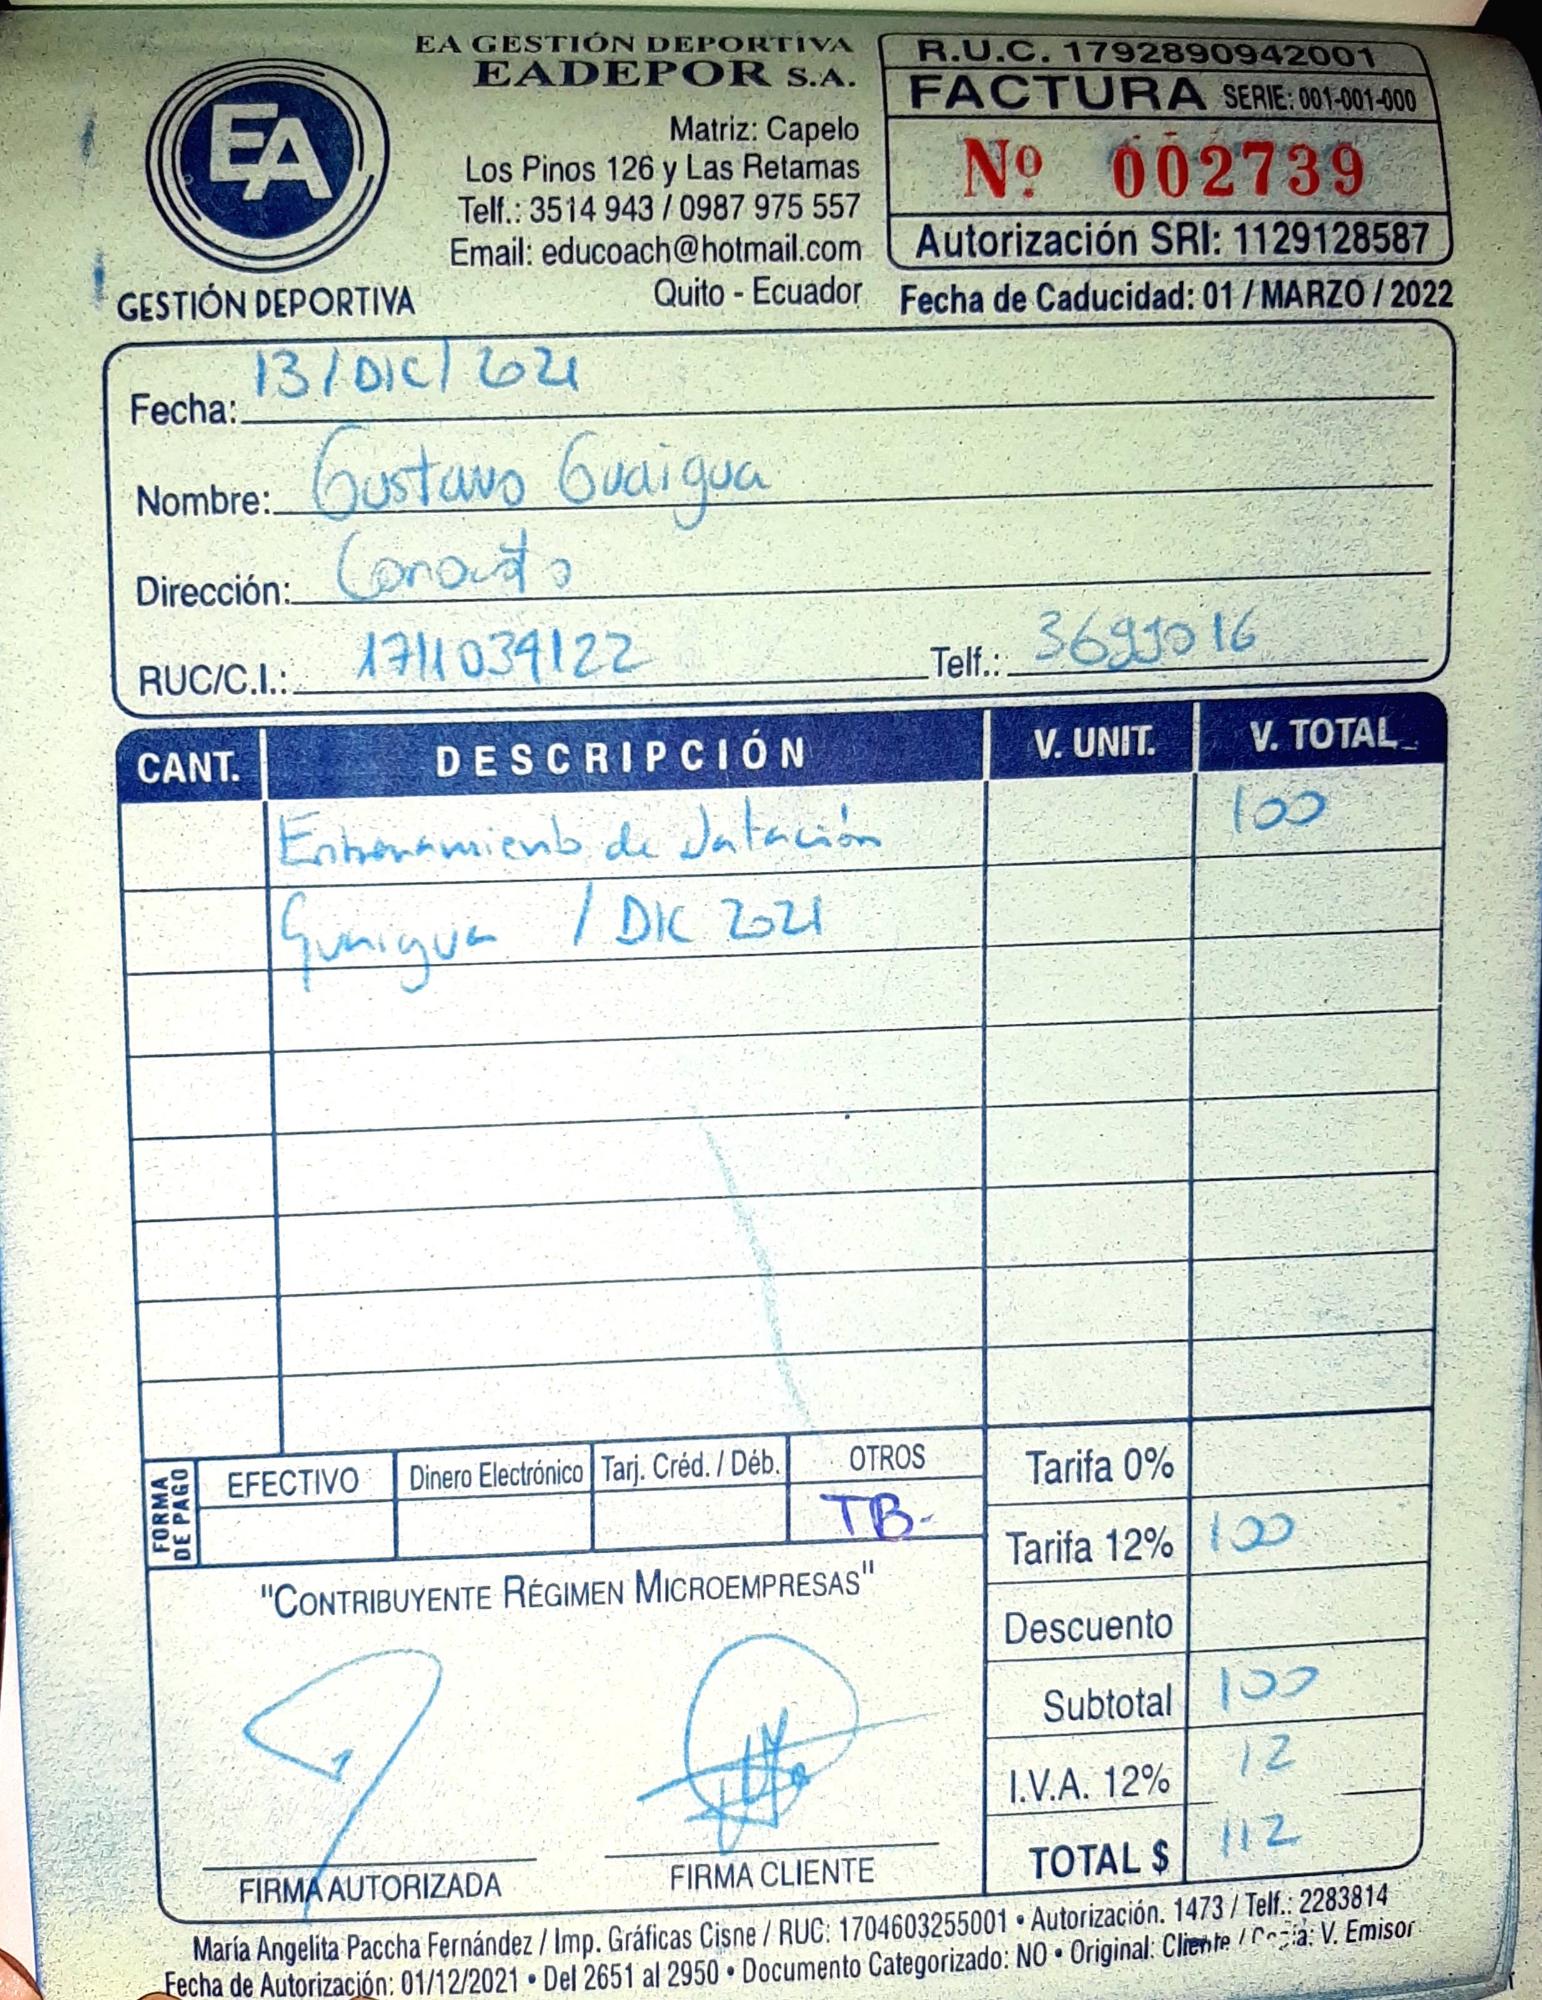 EA GESTIÓN DEPORTIVA
EADEPOR S.A.
EA
GESTIÓN DEPORTIVA
Matriz: Capelo
Los Pinos 126 y Las Retamas
Telf.: 3514 943 / 0987 975 557
Email: educoach@hotmail.com
Quito - Ecuador
R.U.C. 1792890942001
FACTURA SERIE: 001-001-000
Nº 002739
Autorización SRI: 1129128587
Fecha de Caducidad: 01 / MARZO / 2022
Fecha: 13 / DIC / 2021
Nombre: Gustavo Guaigua
Dirección: Conocoto
RUC/C.I.: 1711034122 Telf.:
CANT. DESCRIPCIÓN V. UNIT. V. TOTAL
Entrenamiento de Natación 100
Guaigua / DIC 2021
FORMA DE PAGO
EFECTIVO Dinero Electrónico Tarj. Créd. / Déb. OTROS
TB.
Tarifa 0%
Tarifa 12% 100
Descuento
Subtotal 100
I.V.A. 12% 12
TOTAL $ 112
"CONTRIBUYENTE RÉGIMEN MICROEMPRESAS"
FIRMA AUTORIZADA FIRMA CLIENTE
María Angelita Paccha Fernández / Imp. Gráficas Cisne / RUC: 1704603255001 • Autorización. 1473 / Telf.: 2283814
Fecha de Autorización: 01/12/2021 • Del 2651 al 2950 • Documento Categorizado: NO • Original: Cliente / Copia: V. Emisor